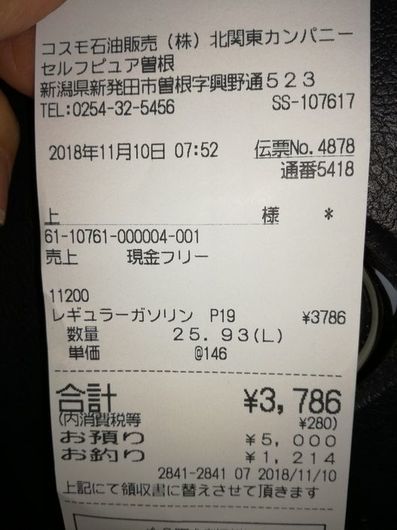 コスモ石油販売(株)北関東カンパニー
セルフピュア曽根
新潟県新発田市曽根字興野通523
TEL:0254-32-5456 SS-107617
2018年11月10日 07:52 伝票No.4878
通番5418
上 様 *
61-10761-000004-001
売上 現金フリー
11200
レギュラーガソリン P19 ¥3786
数量 25.93(L)
単価 @146
合計 ¥3,786
(内消費税等 ¥280)
お預り ¥5,000
お釣り ¥1,214
2841-2841 07 2018/11/10
上記にて領収書に替えさせて頂きます